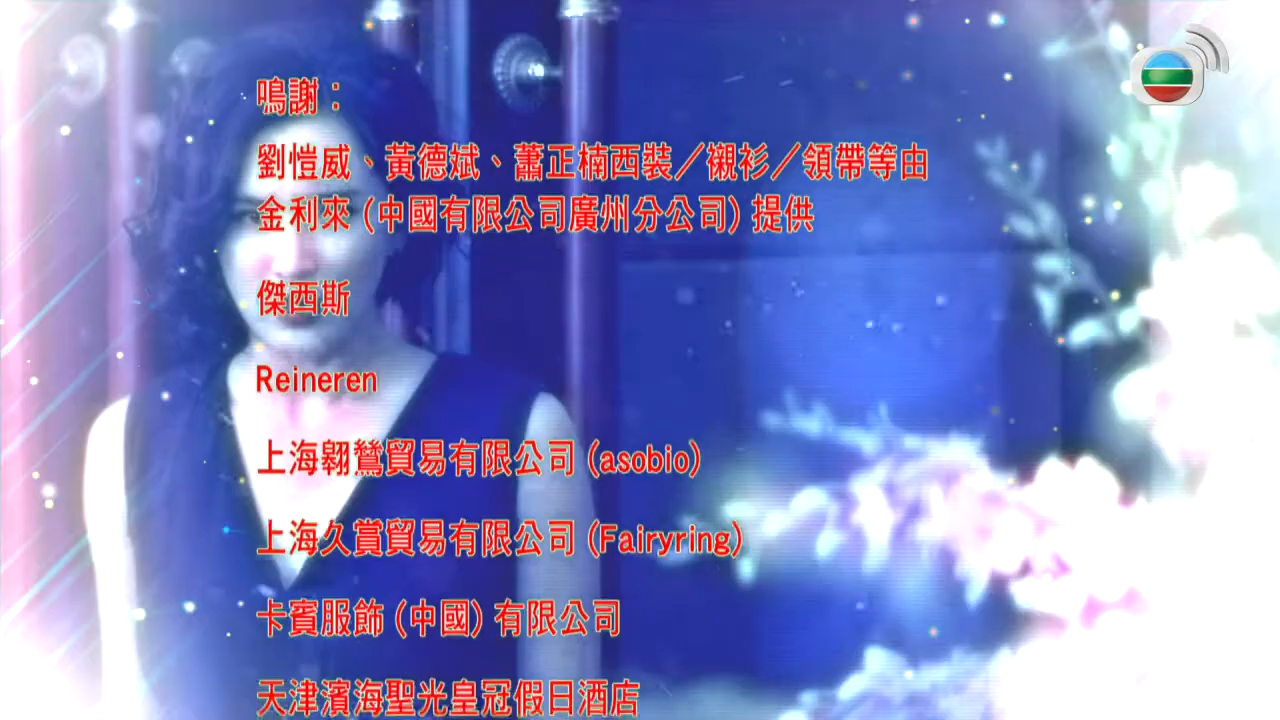 鳴謝：
劉愷威、黃德斌、蕭正楠西裝／襯衫／領帶等由
金利來 (中國有限公司廣州分公司) 提供
傑西斯
Reineren
上海翱鶿貿易有限公司 (asobio)
上海久賞貿易有限公司 (Fairyring)
卡賓服飾 (中國) 有限公司
天津濱海聖光皇冠假日酒店